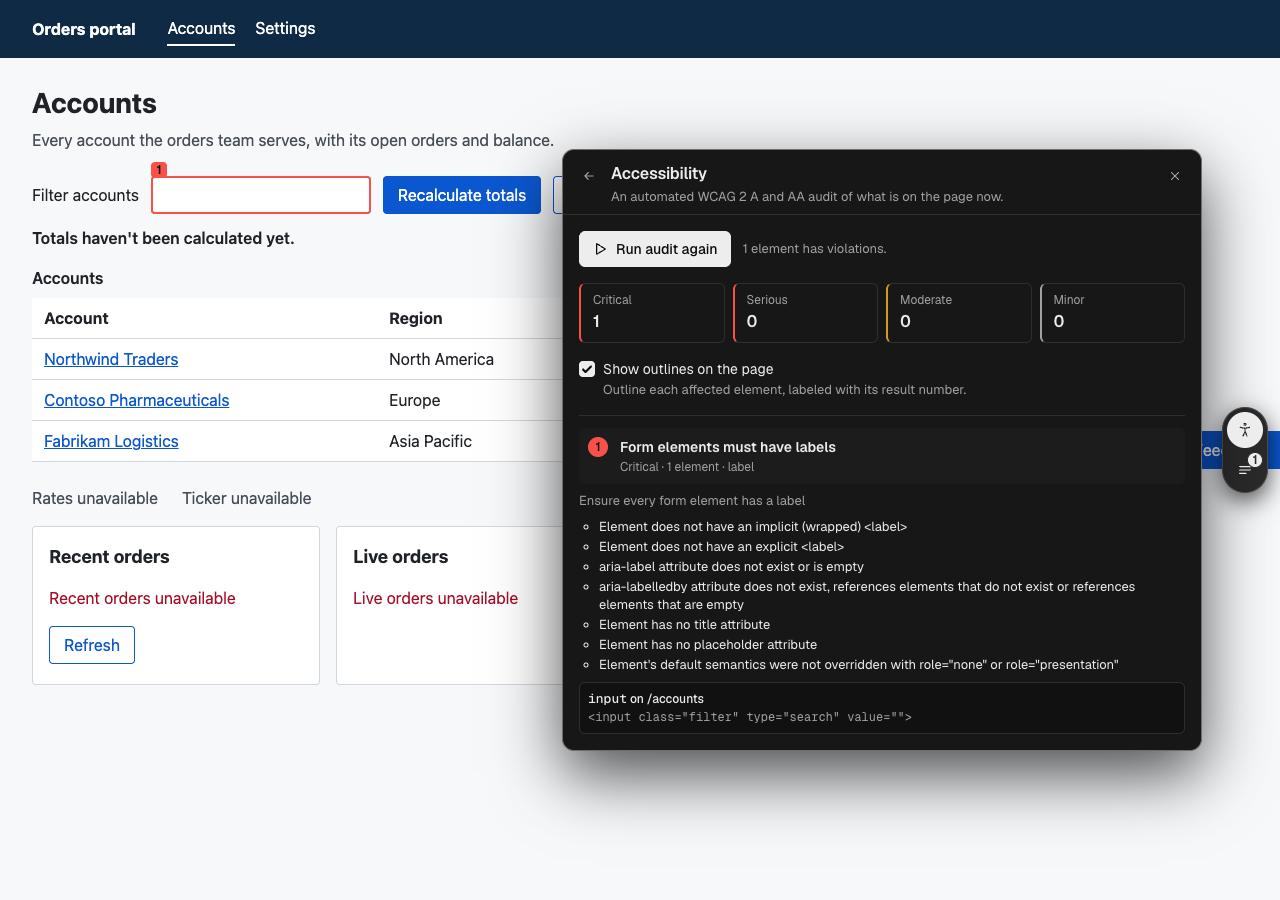 Orders portal
Accounts
Settings
Accounts
Every account the orders team serves, with its open orders and balance.
1
Filter accounts
Recalculate totals
Totals haven't been calculated yet.
Accounts
Account
Region
Northwind Traders
North America
Contoso Pharmaceuticals
Europe
Fabrikam Logistics
Asia Pacific
Rates unavailable
Ticker unavailable
Recent orders
Recent orders unavailable
Refresh
Live orders
Live orders unavailable
Accessibility
An automated WCAG 2 A and AA audit of what is on the page now.
Run audit again
1 element has violations.
Critical
1
Serious
0
Moderate
0
Minor
0
Show outlines on the page
Outline each affected element, labeled with its result number.
1
Form elements must have labels
Critical · 1 element · label
Ensure every form element has a label
Element does not have an implicit (wrapped) <label>
Element does not have an explicit <label>
aria-label attribute does not exist or is empty
aria-labelledby attribute does not exist, references elements that do not exist or references
elements that are empty
Element has no title attribute
Element has no placeholder attribute
Element's default semantics were not overridden with role="none" or role="presentation"
input on /accounts
<input class="filter" type="search" value="">
1